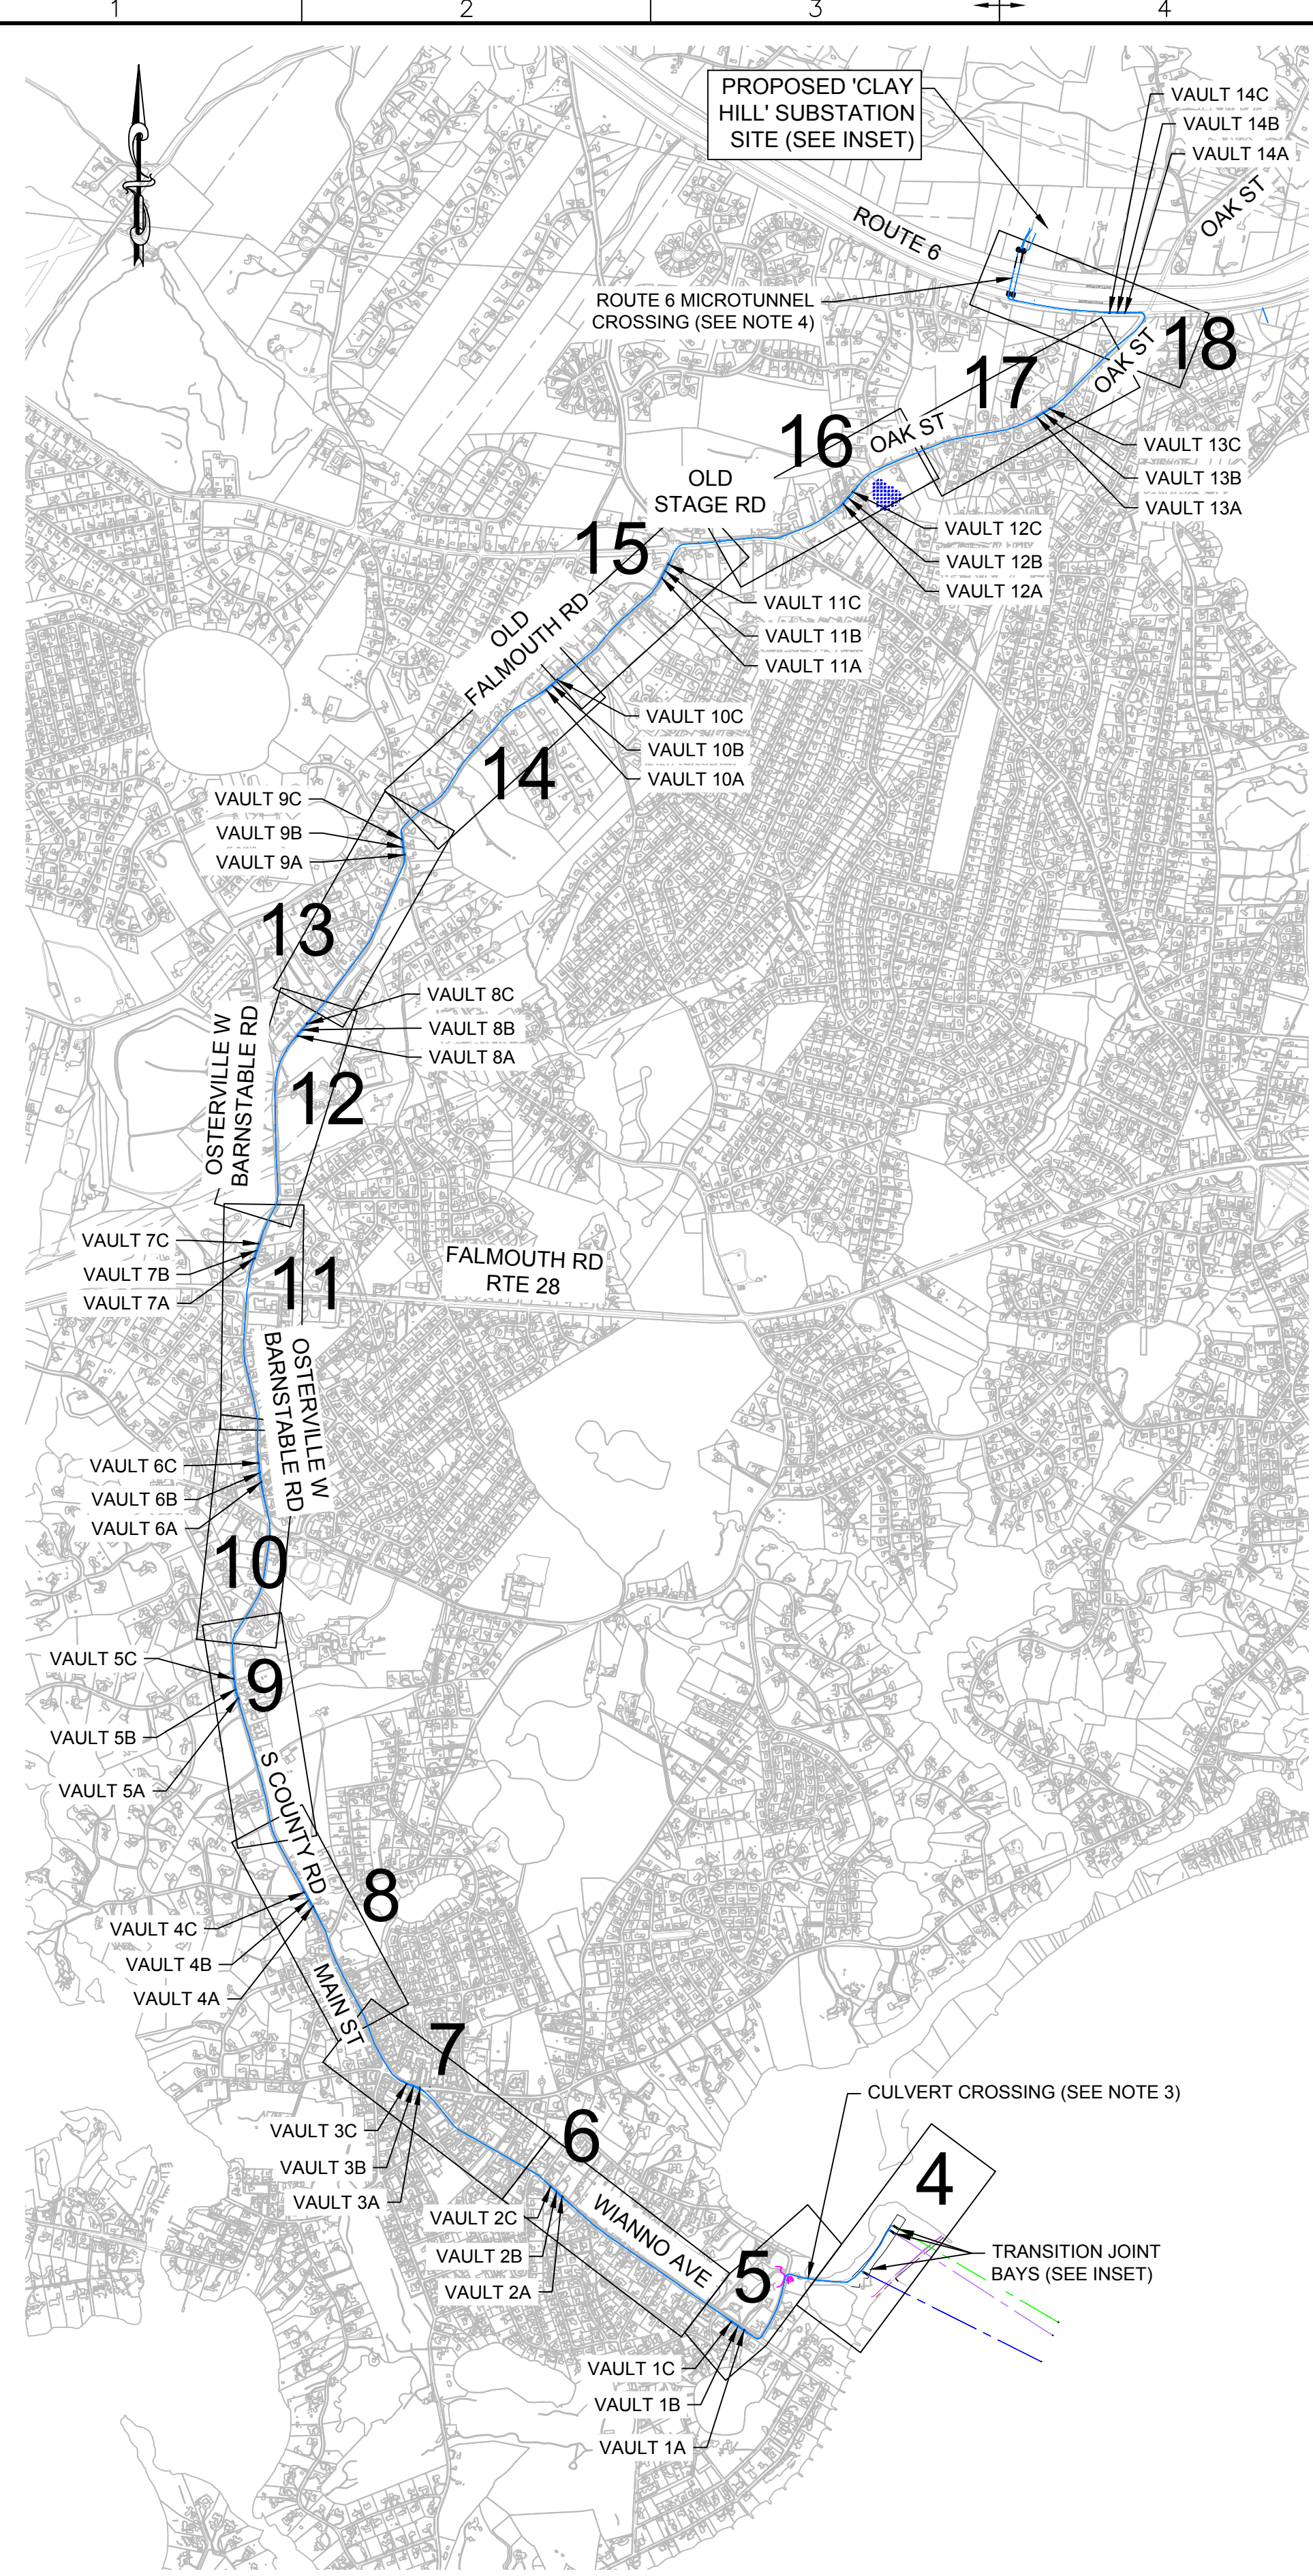 1
2
3
4
PROPOSED 'CLAY
HILL' SUBSTATION
SITE (SEE INSET)
VAULT 14C
VAULT 14B
VAULT 14A
OAK ST
ROUTE 6
ROUTE 6 MICROTUNNEL
CROSSING (SEE NOTE 4)
18
OAK ST
17
16
OAK ST
VAULT 13C
VAULT 13B
VAULT 13A
OLD
STAGE RD
15
VAULT 12C
VAULT 12B
VAULT 12A
VAULT 11C
VAULT 11B
VAULT 11A
OLD
FALMOUTH RD
VAULT 10C
VAULT 10B
VAULT 10A
14
VAULT 9C
VAULT 9B
VAULT 9A
13
VAULT 8C
VAULT 8B
VAULT 8A
OSTERVILLE W
BARNSTABLE RD
12
VAULT 7C
VAULT 7B
VAULT 7A
11
FALMOUTH RD
RTE 28
OSTERVILLE W
BARNSTABLE RD
VAULT 6C
VAULT 6B
VAULT 6A
10
VAULT 5C
9
VAULT 5B
VAULT 5A
S COUNTY RD
8
VAULT 4C
VAULT 4B
VAULT 4A
MAIN ST
7
CULVERT CROSSING (SEE NOTE 3)
VAULT 3C
VAULT 3B
VAULT 3A
6
4
VAULT 2C
VAULT 2B
VAULT 2A
WIANNO AVE
5
TRANSITION JOINT
BAYS (SEE INSET)
VAULT 1C
VAULT 1B
VAULT 1A